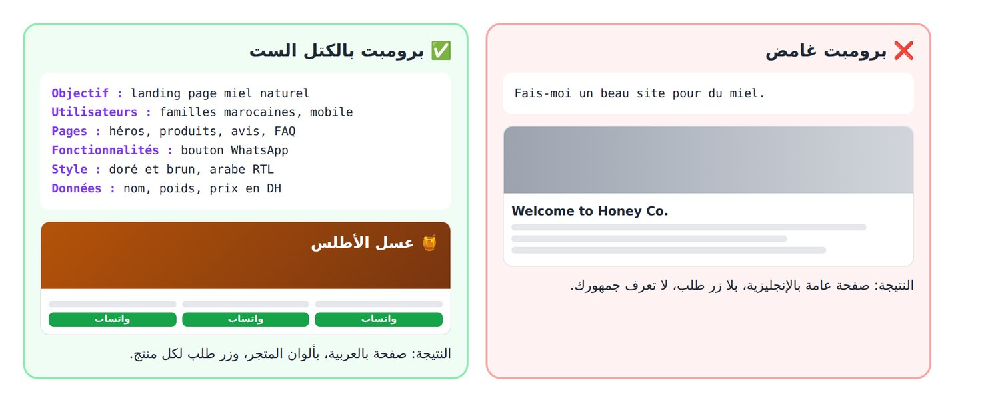 ❌ برومبت غامض
Fais-moi un beau site pour du miel.
Welcome to Honey Co.
النتيجة: صفحة عامة بالإنجليزية، بلا زر طلب، لا تعرف جمهورك.
✅ برومبت بالكتل الست
Objectif : landing page miel naturel
Utilisateurs : familles marocaines, mobile
Pages : héros, produits, avis, FAQ
Fonctionnalités : bouton WhatsApp
Style : doré et brun, arabe RTL
Données : nom, poids, prix en DH
🍯 عسل الأطلس
واتساب واتساب واتساب
النتيجة: صفحة بالعربية، بألوان المتجر، وزر طلب لكل منتج.